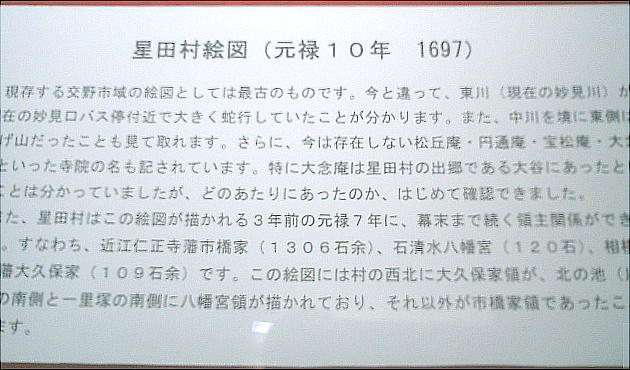 星田村絵図（元禄１０年　1697）
現存する交野市域の絵図としては最古のものです。今と違って、東川（現在の妙見川）が
在の妙見口バス停付近で大きく蛇行していたことが分かります。また、中川を境に東側に
げ山だったことも見て取れます。さらに、今は存在しない松丘庵・円通庵・宝松庵・大念
といった寺院の名も記されています。特に大念庵は星田村の出郷である大谷にあったとい
ことは分かっていましたが、どのあたりにあったのか、はじめて確認できました。
た、星田村はこの絵図が描かれる３年前の元禄７年に、幕末まで続く領主関係ができ
。すなわち、近江仁正寺藩市橋家（１３０６石余）、石清水八幡宮（１２０石）、相模
藩大久保家（１０９石余）です。この絵図には村の西北に大久保家領が、北の池（
の南側と一里塚の南側に八幡宮領が描かれており、それ以外が市橋家領であったこ
ます。